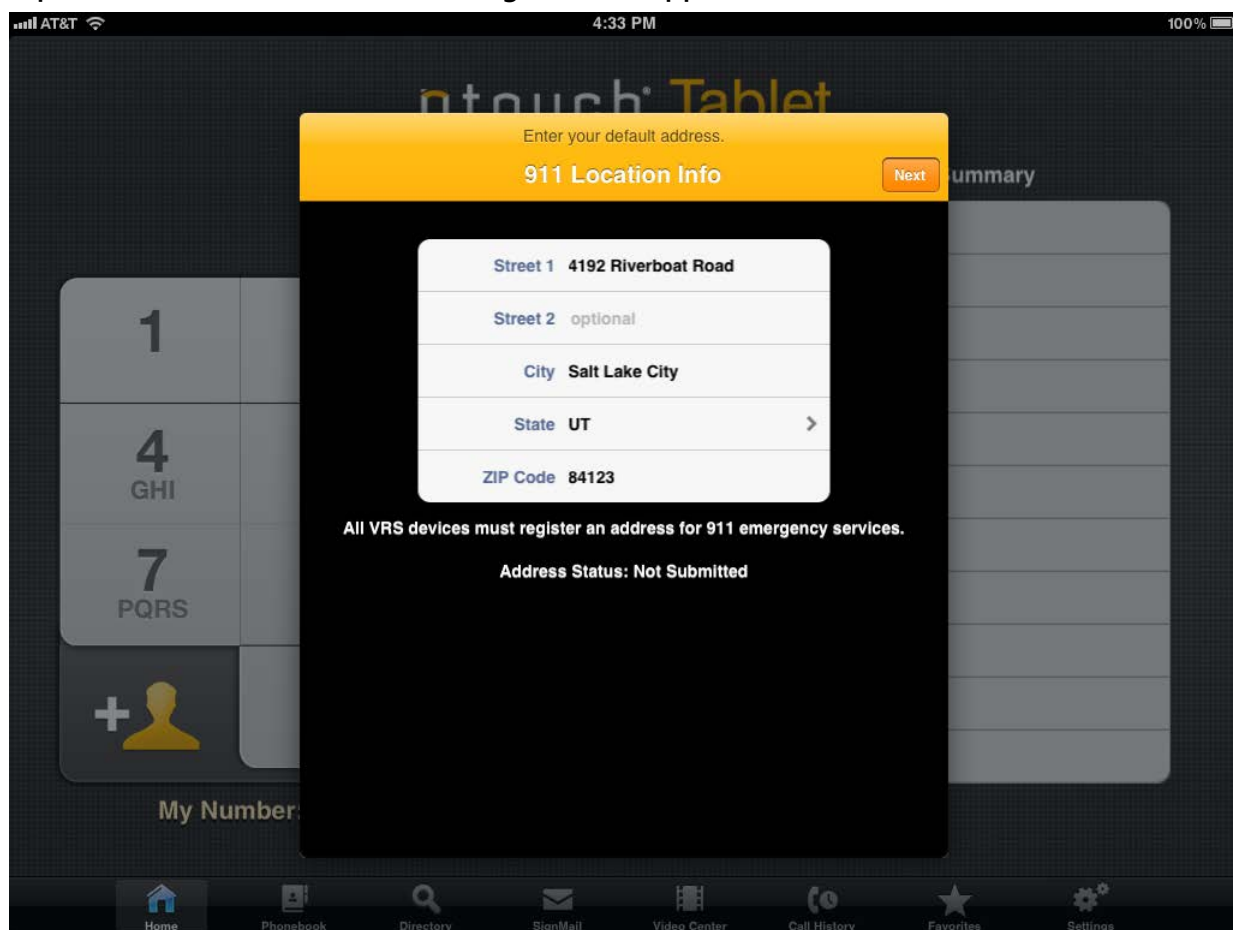 AT&T
4:33 PM
100%
ntouch® Tablet
Enter your default address.
911 Location Info
Next
ummary
Street 1 4192 Riverboat Road
Street 2 optional
City Salt Lake City
State UT
ZIP Code 84123
All VRS devices must register an address for 911 emergency services.
Address Status: Not Submitted
1
4
GHI
7
PQRS
My Number:
Home
Phonebook
Directory
SignMail
Video Center
Call History
Favorites
Settings